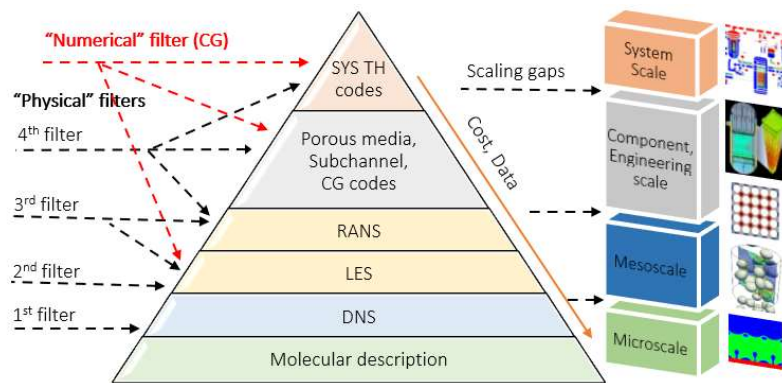 "Numerical" filter (CG)
"Physical" filters
4th filter
3rd filter
2nd filter
1st filter
SYS TH
codes
Porous media,
Subchannel,
CG codes
RANS
LES
DNS
Molecular description
Cost, Data
Scaling gaps
System
Scale
Component,
Engineering
scale
Mesoscale
Microscale